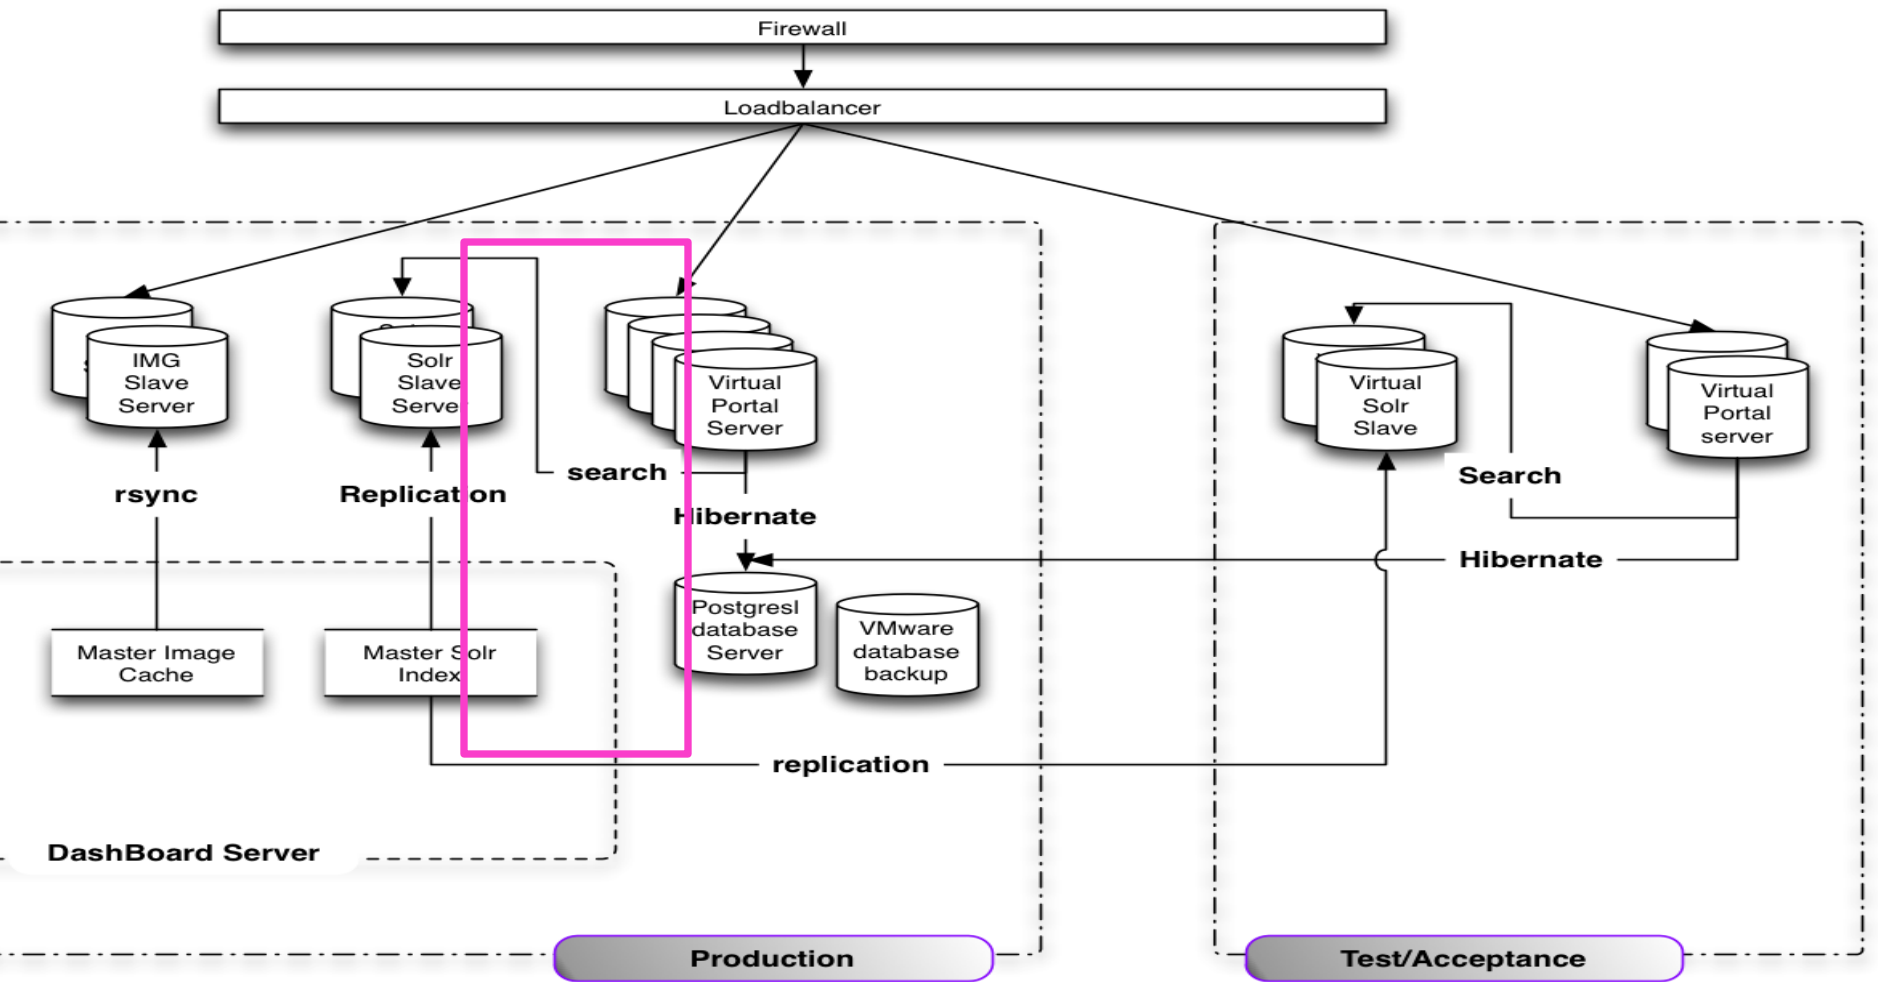 Firewall
Loadbalancer
IMG
Slave
Server
Solr
Slave
Server
Virtual
Portal
Server
Virtual
Solr
Slave
Virtual
Portal
server
rsync
Replication
search
Hibernate
Search
Hibernate
Master Image
Cache
Master Solr
Index
Postgresl
database
Server
VMware
database
backup
replication
DashBoard Server
Production
Test/Acceptance